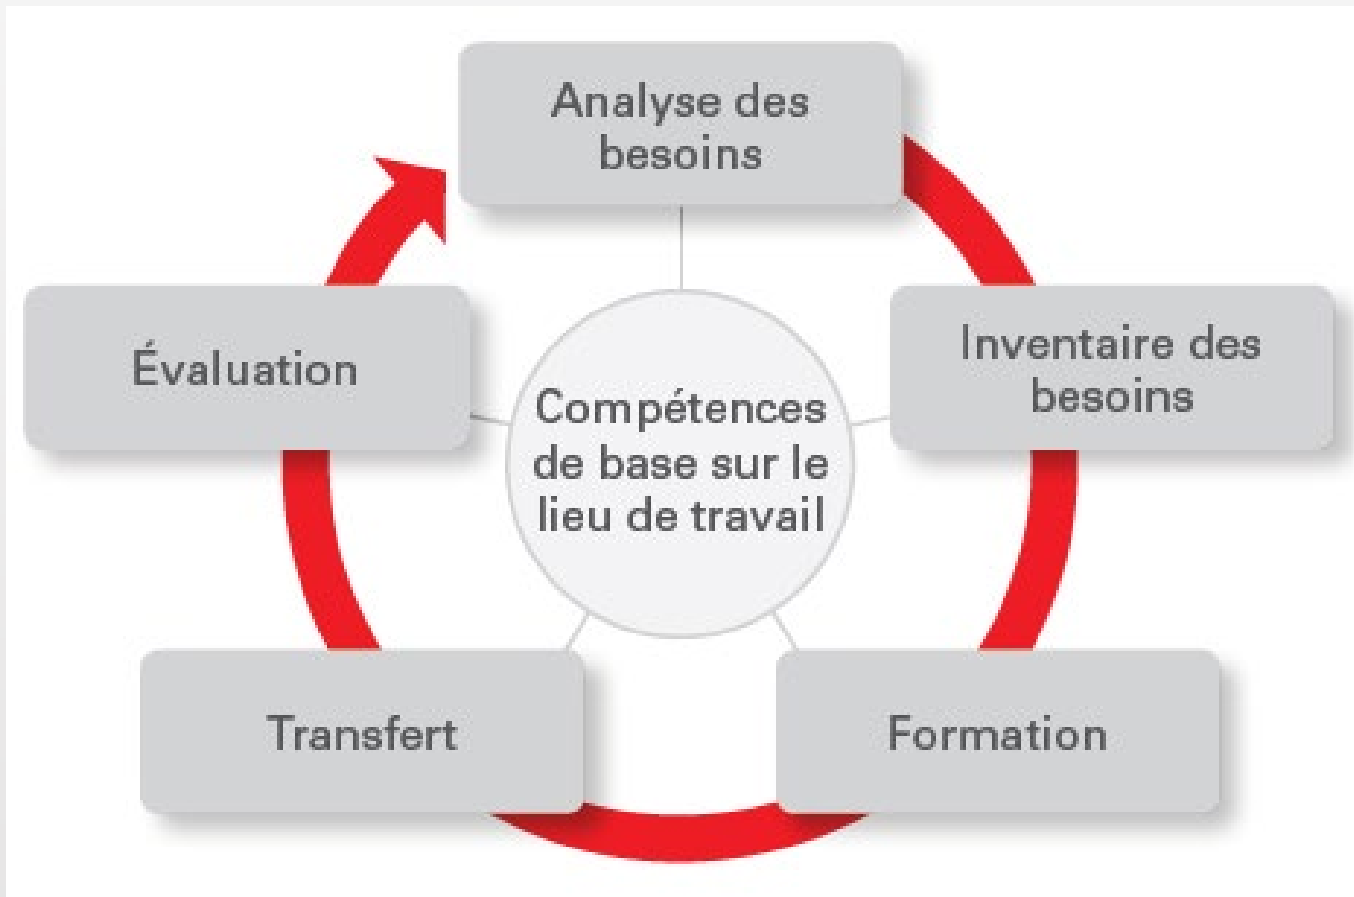 Analyse des
besoins
Inventaire des
besoins
Évaluation
Compétences
de base sur le
lieu de travail
Transfert
Formation